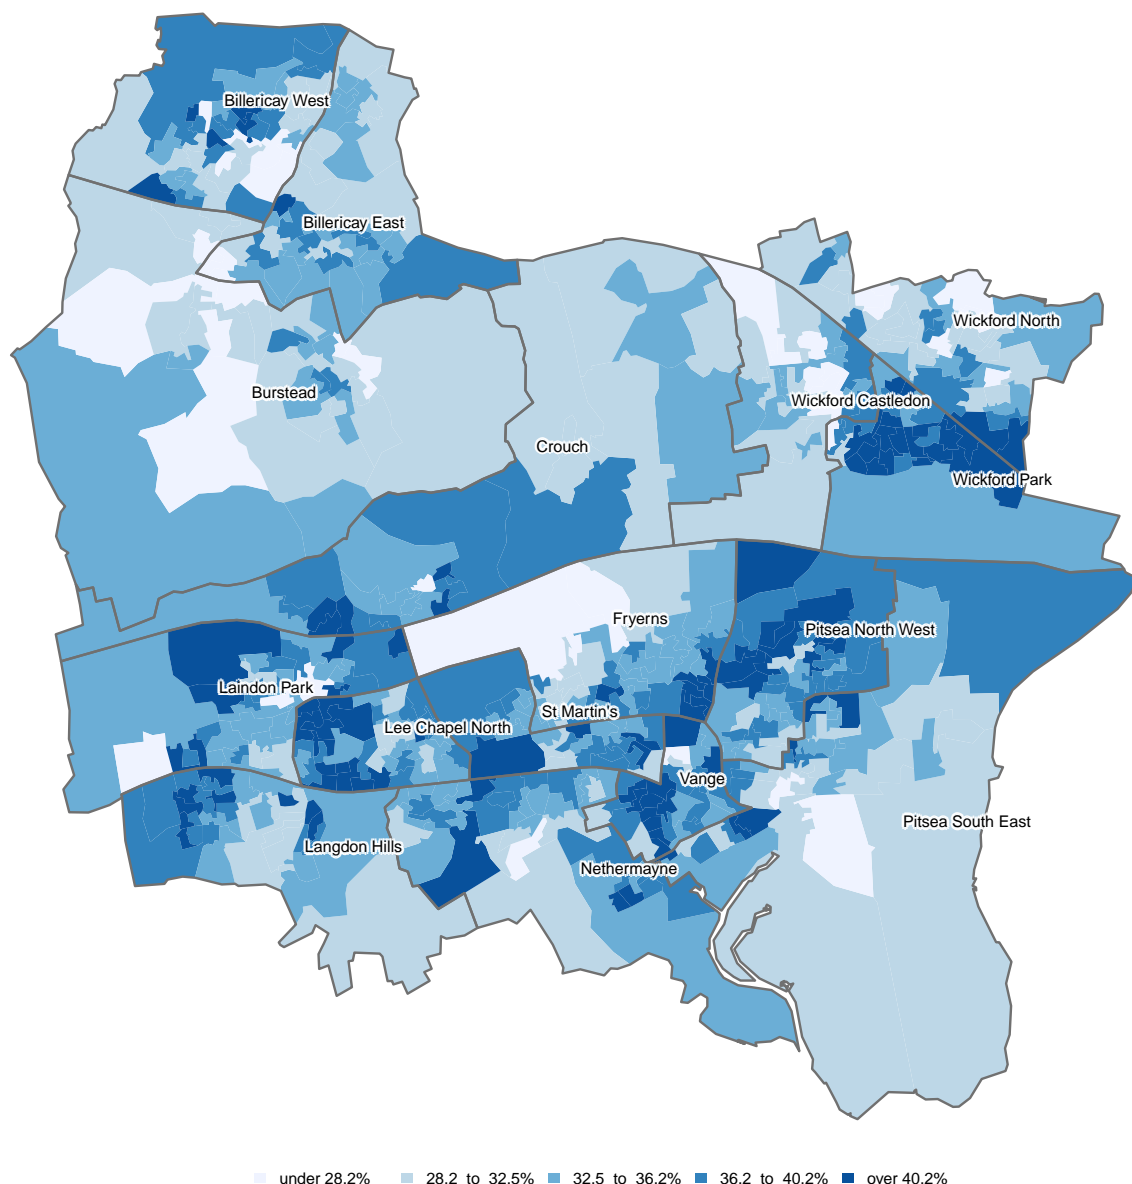 Billericay West
Billericay East
Wickford North
Burstead
Wickford Castledon
Crouch
Wickford Park
Fryerns
Pitsea North West
Laindon Park
St Martin's
Lee Chapel North
Vange
Pitsea South East
Langdon Hills
Nethermayne
under 28.2% 28.2 to 32.5% 32.5 to 36.2% 36.2 to 40.2% over 40.2%